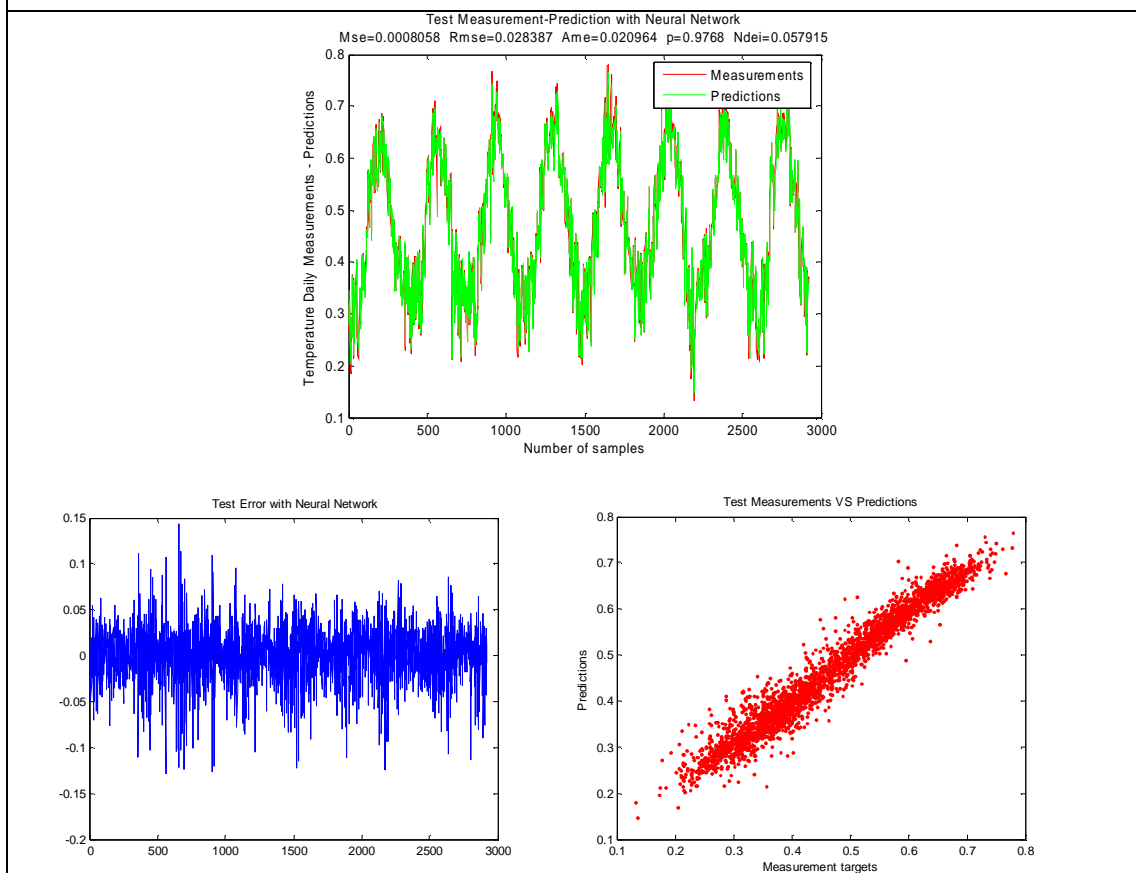 Test Measurement-Prediction with Neural Network
Mse=0.0008058 Rmse=0.028387 Ame=0.020964 p=0.9768 Ndei=0.057915
Measurements
Predictions
Temperature Daily Measurements - Predictions
0.8
0.7
0.6
0.5
0.4
0.3
0.2
0.1
0 500 1000 1500 2000 2500 3000
Number of samples
Test Error with Neural Network
0.15
0.1
0.05
0
-0.05
-0.1
-0.15
-0.2
0 500 1000 1500 2000 2500 3000
Test Measurements VS Predictions
Predictions
0.8
0.7
0.6
0.5
0.4
0.3
0.2
0.1
0.1 0.2 0.3 0.4 0.5 0.6 0.7 0.8
Measurement targets